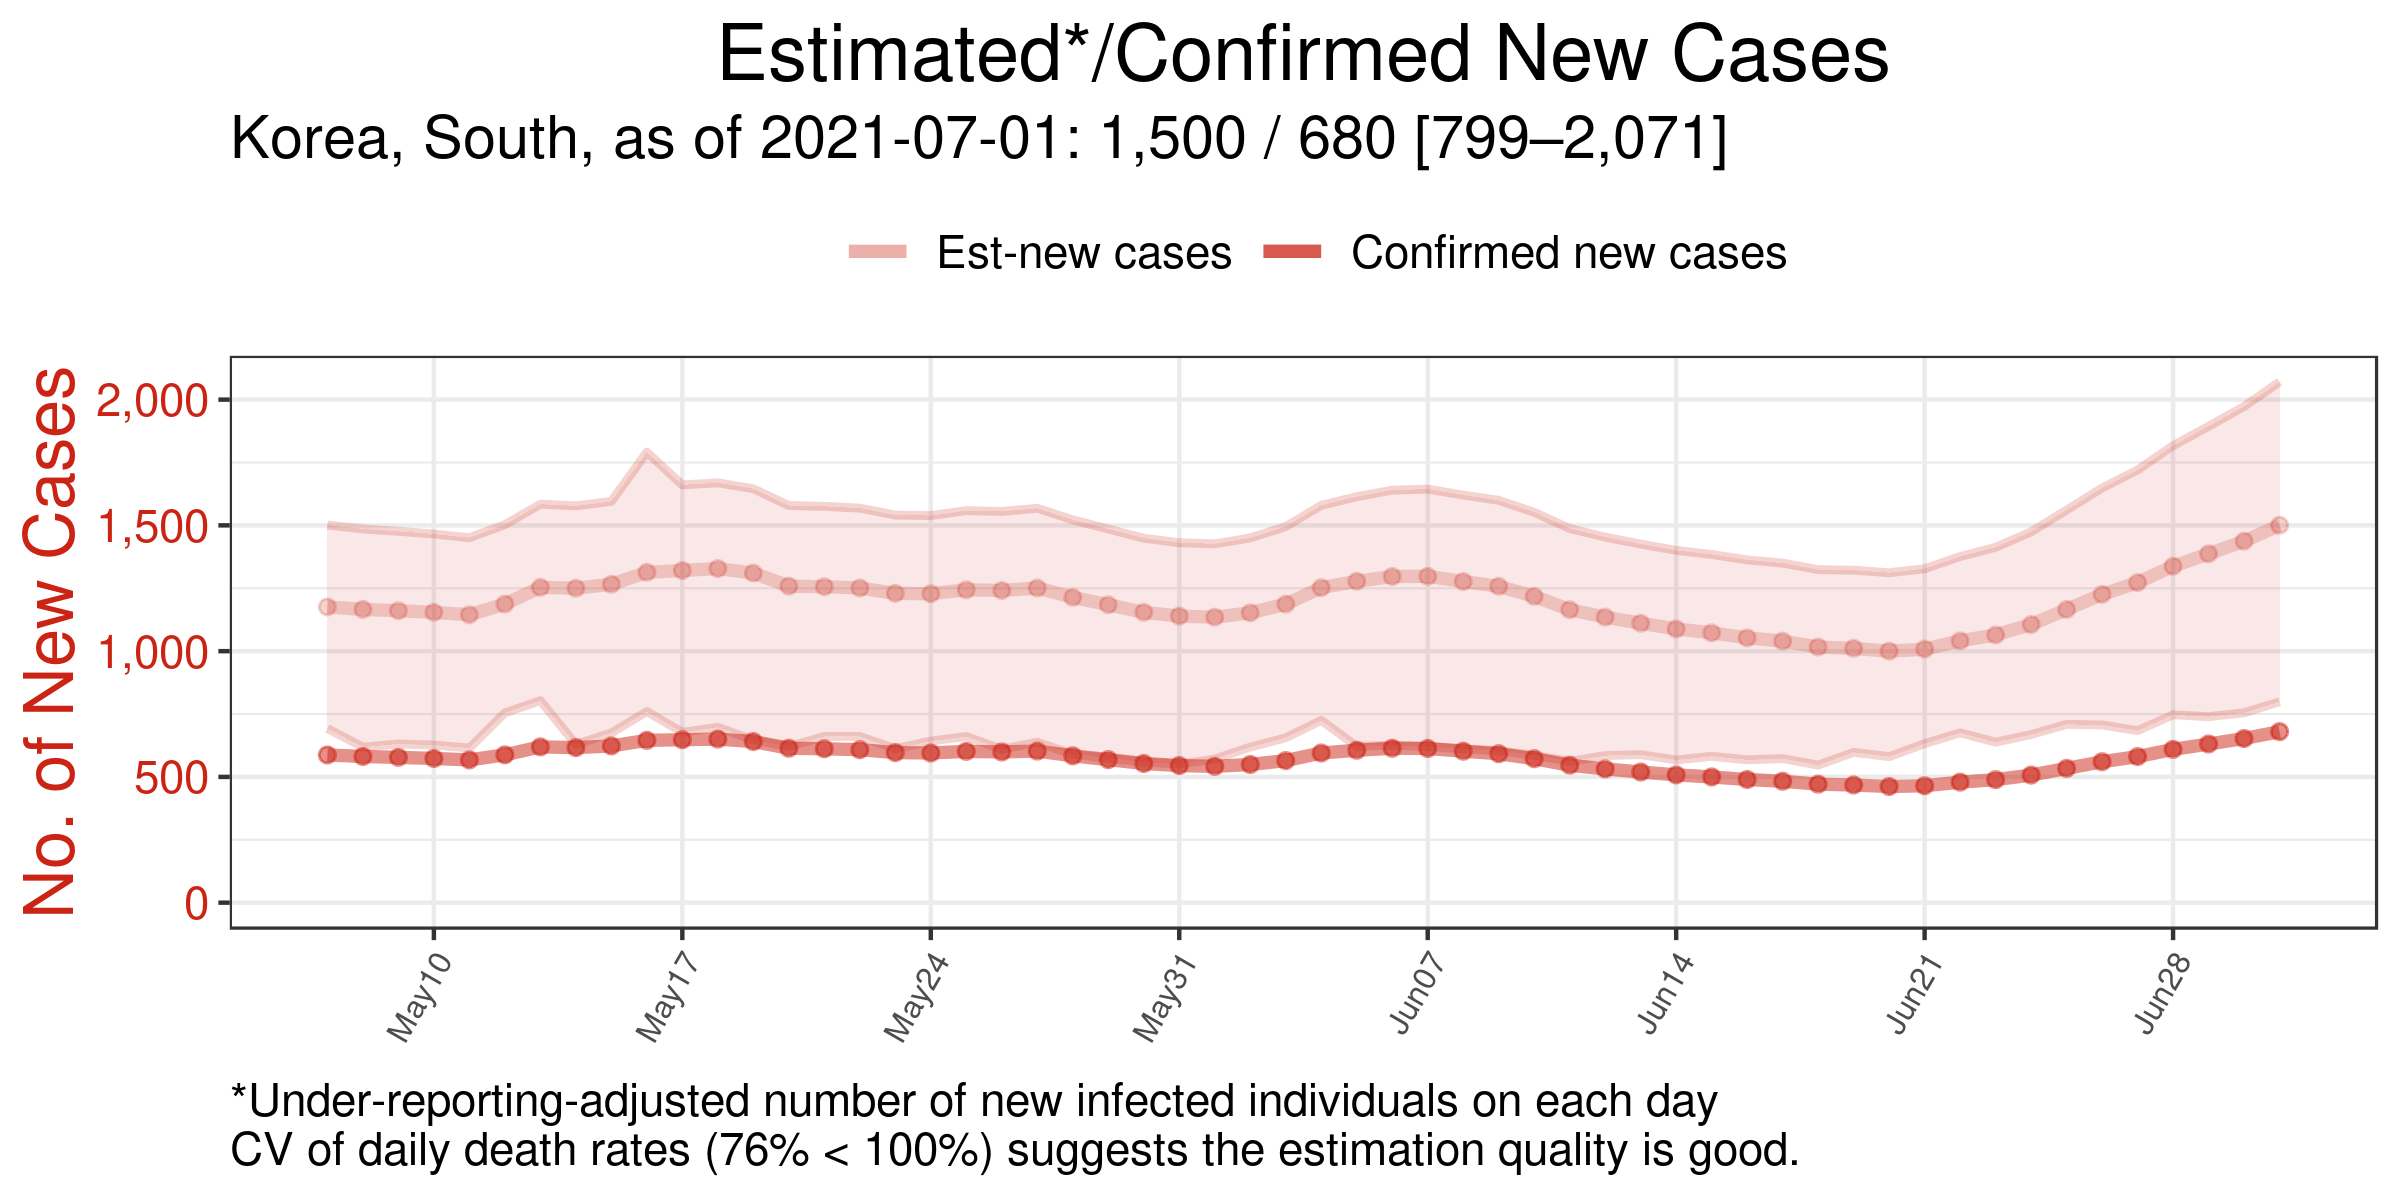 Estimated*/Confirmed New Cases
Korea, South, as of 2021-07-01: 1,500 / 680 [799–2,071]
Est-new cases
Confirmed new cases
No. of New Cases
2,000
1,500
1,000
500
0
May10
May17
May24
May31
Jun07
Jun14
Jun21
Jun28
*Under-reporting-adjusted number of new infected individuals on each day
CV of daily death rates (76% < 100%) suggests the estimation quality is good.